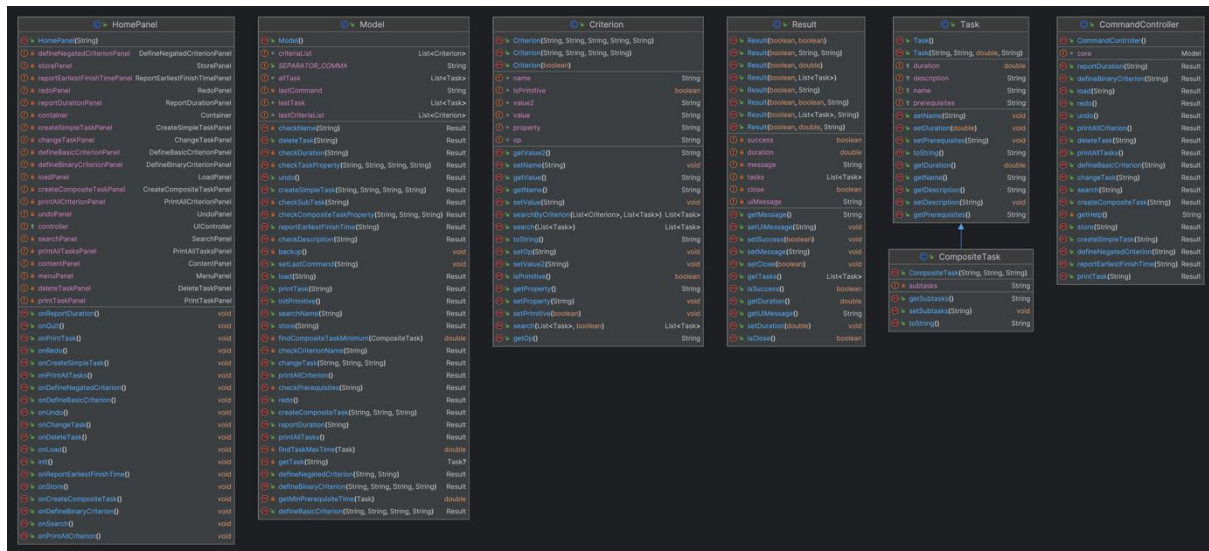 HomePanel
HomePanel(String)
defineNegatedCriterionPanel DefineNegatedCriterionPanel
storePanel StorePanel
reportEarliestFinishTimePanel ReportEarliestFinishTimePanel
redoPanel RedoPanel
reportDurationPanel ReportDurationPanel
container Container
createSimpleTaskPanel CreateSimpleTaskPanel
changeTaskPanel ChangeTaskPanel
defineBasicCriterionPanel DefineBasicCriterionPanel
defineBinaryCriterionPanel DefineBinaryCriterionPanel
loadPanel LoadPanel
createCompositeTaskPanel CreateCompositeTaskPanel
printAllCriterionPanel PrintAllCriterionPanel
undoPanel UndoPanel
controller UIController
searchPanel SearchPanel
printAllTasksPanel PrintAllTasksPanel
contentPanel ContentPanel
menuPanel MenuPanel
deleteTaskPanel DeleteTaskPanel
printTaskPanel PrintTaskPanel
onReportDuration() void
onQuit() void
onPrintTask() void
onRedo() void
onCreateSimpleTask() void
onPrintAllTasks() void
onDefineNegatedCriterion() void
onDefineBasicCriterion() void
onUndo() void
onChangeTask() void
onDeleteTask() void
onLoad() void
init() void
onReportEarliestFinishTime() void
onStore() void
onCreateCompositeTask() void
onDefineBinaryCriterion() void
onSearch() void
onPrintAllCriterion() void
Model
Model()
criteriaList List<Criterion>
SEPARATOR_COMMA String
allTask List<Task>
lastCommand String
lastTask List<Task>
lastCriteriaList List<Criterion>
checkName(String) Result
deleteTask(String) Result
checkDuration(String) Result
checkTaskProperty(String, String, String, String) Result
undo() Result
createSimpleTask(String, String, String, String) Result
checkSubTask(String) Result
checkCompositeTaskProperty(String, String, String) Result
reportEarliestFinishTime(String) Result
checkDescription(String) Result
backup() void
setLastCommand(String) void
load(String) Result
printTask(String) Result
initPrimitive() Result
searchName(String) Result
store(String) Result
findCompositeTaskMinimum(CompositeTask) double
checkCriterionName(String) Result
changeTask(String, String, String) Result
printAllCriterion() Result
checkPrerequisites(String) Result
redo() Result
createCompositeTask(String, String, String) Result
reportDuration(String) Result
printAllTasks() Result
findTaskMaxTime(Task) double
getTask(String) Task?
defineNegatedCriterion(String, String) Result
defineBinaryCriterion(String, String, String, String) Result
getMinPrerequisiteTime(Task) double
defineBasicCriterion(String, String, String, String) Result
Criterion
Criterion(String, String, String, String, String)
Criterion(String, String, String, String)
Criterion(boolean)
name String
isPrimitive boolean
value2 String
value String
property String
op String
getValue2() String
setName(String) void
getValue() String
getName() String
setValue(String) void
searchByCriterion(List<Criterion>, List<Task>) List<Task>
search(List<Task>) List<Task>
toString() String
setOp(String) void
setValue2(String) void
isPrimitive() boolean
getProperty() String
setProperty(String) void
setPrimitive(boolean) void
search(List<Task>, boolean) List<Task>
getOp() String
Result
Result(boolean, boolean)
Result(boolean, String, String)
Result(boolean, double)
Result(boolean, List<Task>)
Result(boolean, String)
Result(boolean, boolean, String)
Result(boolean, List<Task>, String)
Result(boolean, double, String)
success boolean
duration double
message String
tasks List<Task>
close boolean
uiMessage String
getMessage() String
setUiMessage(String) void
setSuccess(boolean) void
setMessage(String) void
setClose(boolean) void
getTasks() List<Task>
isSuccess() boolean
getDuration() double
getUiMessage() String
setDuration(double) void
isClose() boolean
Task
Task()
Task(String, String, double, String)
duration double
description String
name String
prerequisites String
setName(String) void
setDuration(double) void
setPrerequisites(String) void
toString() String
getDuration() double
getName() String
getDescription() String
setDescription(String) void
getPrerequisites() String
CompositeTask
CompositeTask(String, String, String)
subtasks String
getSubtasks() String
setSubtasks(String) void
toString() String
CommandController
CommandController()
core Model
reportDuration(String) Result
defineBinaryCriterion(String) Result
load(String) Result
redo() Result
undo() Result
printAllCriterion() Result
deleteTask(String) Result
printAllTasks() Result
defineBasicCriterion(String) Result
changeTask(String) Result
search(String) Result
createCompositeTask(String) Result
getHelp() String
store(String) Result
createSimpleTask(String) Result
defineNegatedCriterion(String) Result
reportEarliestFinishTime(String) Result
printTask(String) Result